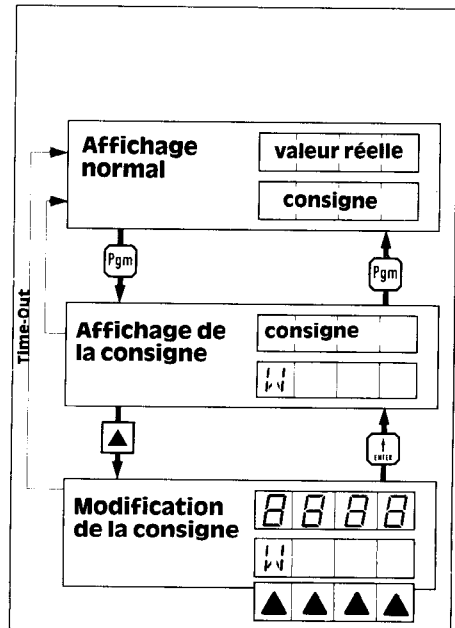 Affichage
normal
valeur réelle
consigne
Pgm
Pgm
Time-Out
Affichage de
la consigne
consigne
W
ENTER
Modification
de la consigne
8888
W